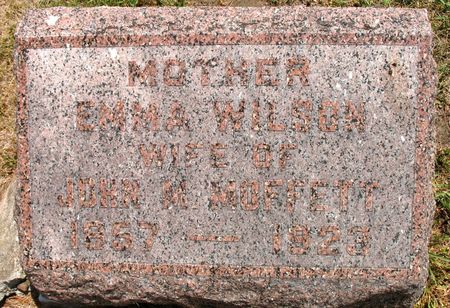 MOTHER
EMMA WILSON
WIFE OF
JOHN M. MOFFETT
1857 — 1923